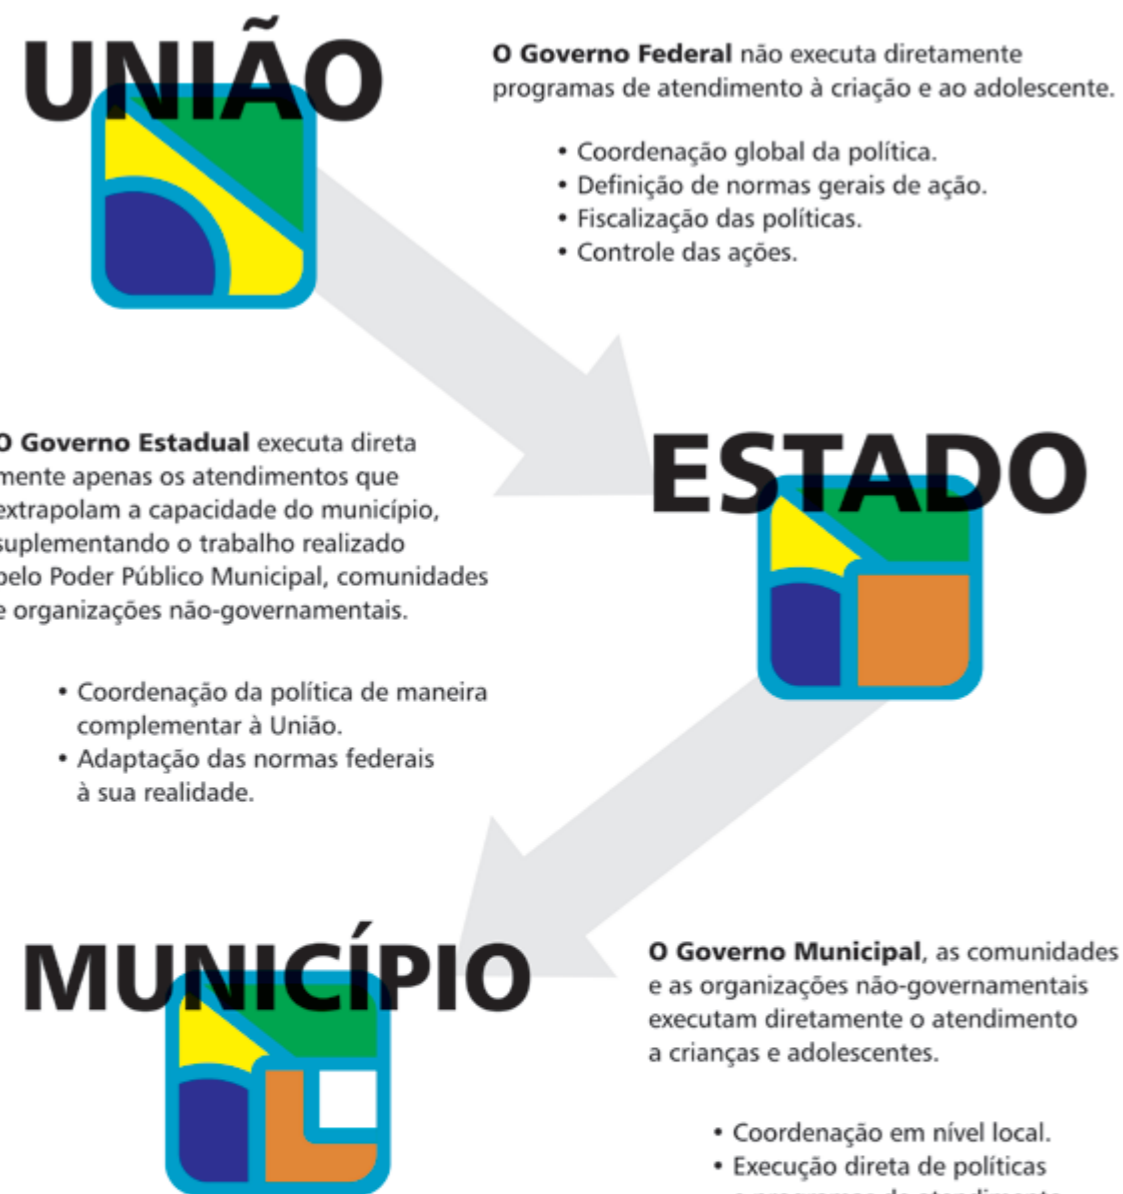 UNIÃO
O Governo Federal não executa diretamente
programas de atendimento à criação e ao adolescente.
• Coordenação global da política.
• Definição de normas gerais de ação.
• Fiscalização das políticas.
• Controle das ações.
O Governo Estadual executa direta
mente apenas os atendimentos que
extrapolam a capacidade do município,
suplementando o trabalho realizado
pelo Poder Público Municipal, comunidades
e organizações não-governamentais.
• Coordenação da política de maneira
complementar à União.
• Adaptação das normas federais
à sua realidade.
ESTADO
MUNICÍPIO
O Governo Municipal, as comunidades
e as organizações não-governamentais
executam diretamente o atendimento
a crianças e adolescentes.
• Coordenação em nível local.
• Execução direta de políticas
e programas de atendimento